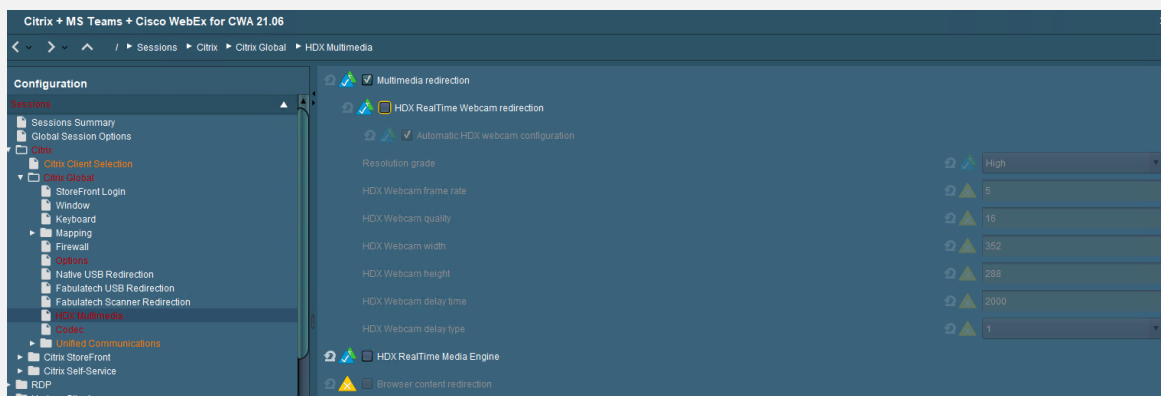 Citrix + MS Teams + Cisco WebEx for CWA 21.06
/ Sessions Citrix Citrix Global HDX Multimedia
Configuration
Sessions
Sessions Summary
Global Session Options
Citrix
Citrix Client Selection
Citrix Global
StoreFront Login
Window
Keyboard
Mapping
Firewall
Options
Native USB Redirection
Fabulatech USB Redirection
Fabulatech Scanner Redirection
HDX Multimedia
Codec
Unified Communications
Citrix StoreFront
Citrix Self-Service
RDP
Multimedia redirection
HDX RealTime Webcam redirection
Automatic HDX webcam configuration
Resolution grade High
HDX Webcam frame rate 5
HDX Webcam quality 16
HDX Webcam width 352
HDX Webcam height 288
HDX Webcam delay time 2000
HDX Webcam delay type 1
HDX RealTime Media Engine
Browser content redirection